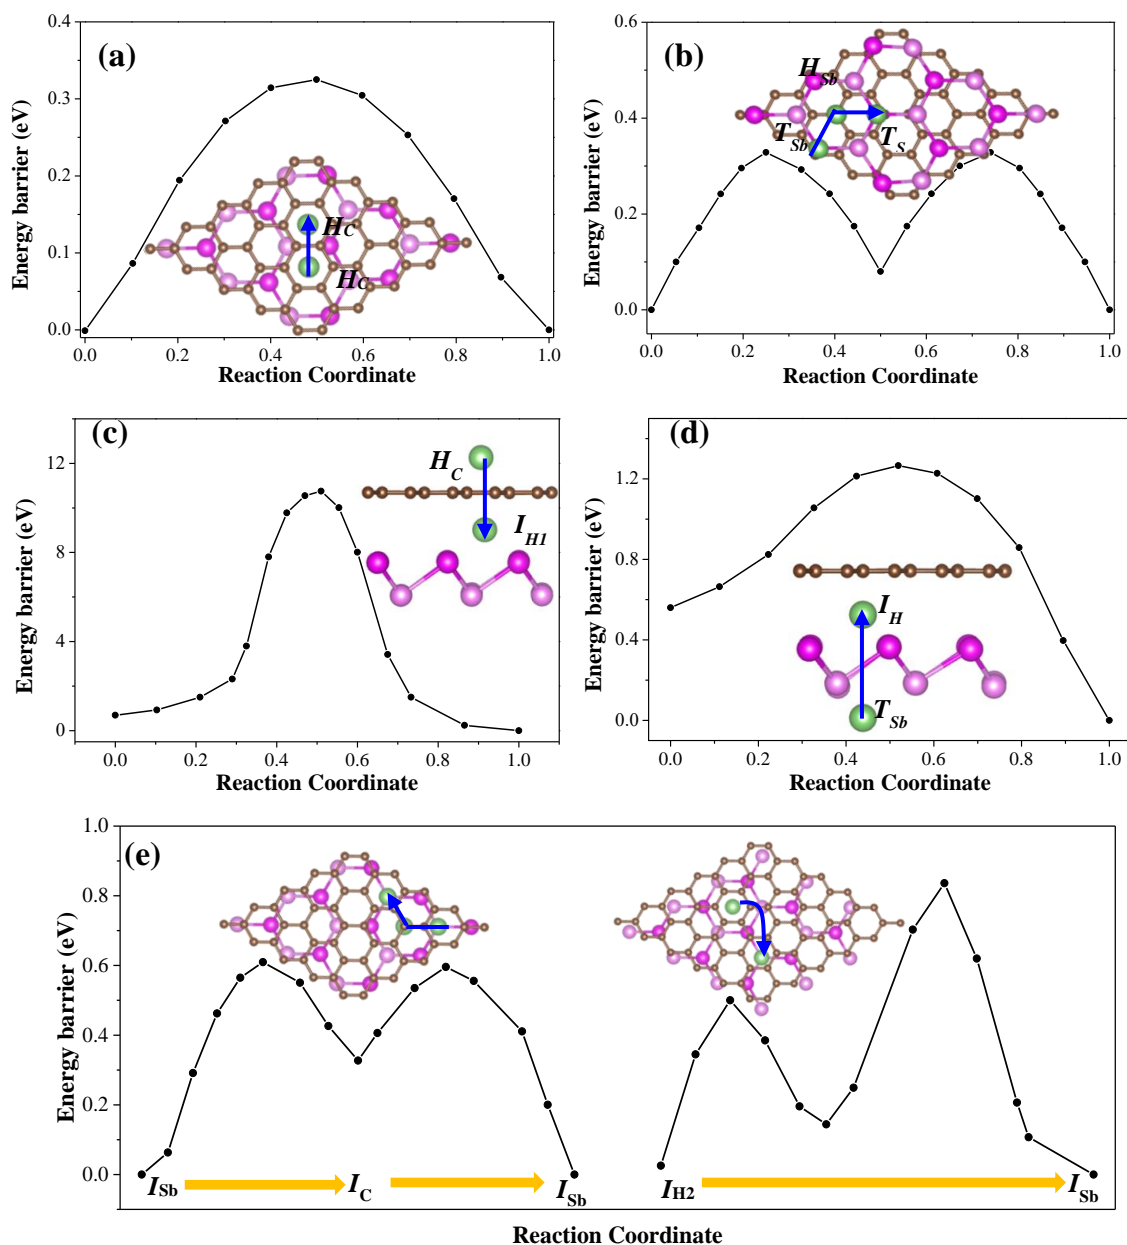 (a)
0.4
0.3
0.2
0.1
0.0
Energy barrier (eV)
H_C
H_C
0.0 0.2 0.4 0.6 0.8 1.0
Reaction Coordinate
(b)
0.6
0.4
0.2
0.0
Energy barrier (eV)
H_Sb
T_Sb
T_S
0.0 0.2 0.4 0.6 0.8 1.0
Reaction Coordinate
(c)
12
8
4
0
Energy barrier (eV)
H_C
I_H1
0.0 0.2 0.4 0.6 0.8 1.0
Reaction Coordinate
(d)
1.2
0.8
0.4
0.0
Energy barrier (eV)
I_H
T_Sb
0.0 0.2 0.4 0.6 0.8 1.0
Reaction Coordinate
(e)
1.0
0.8
0.6
0.4
0.2
0.0
Energy barrier (eV)
I_Sb I_C I_Sb I_H2 I_Sb
Reaction Coordinate